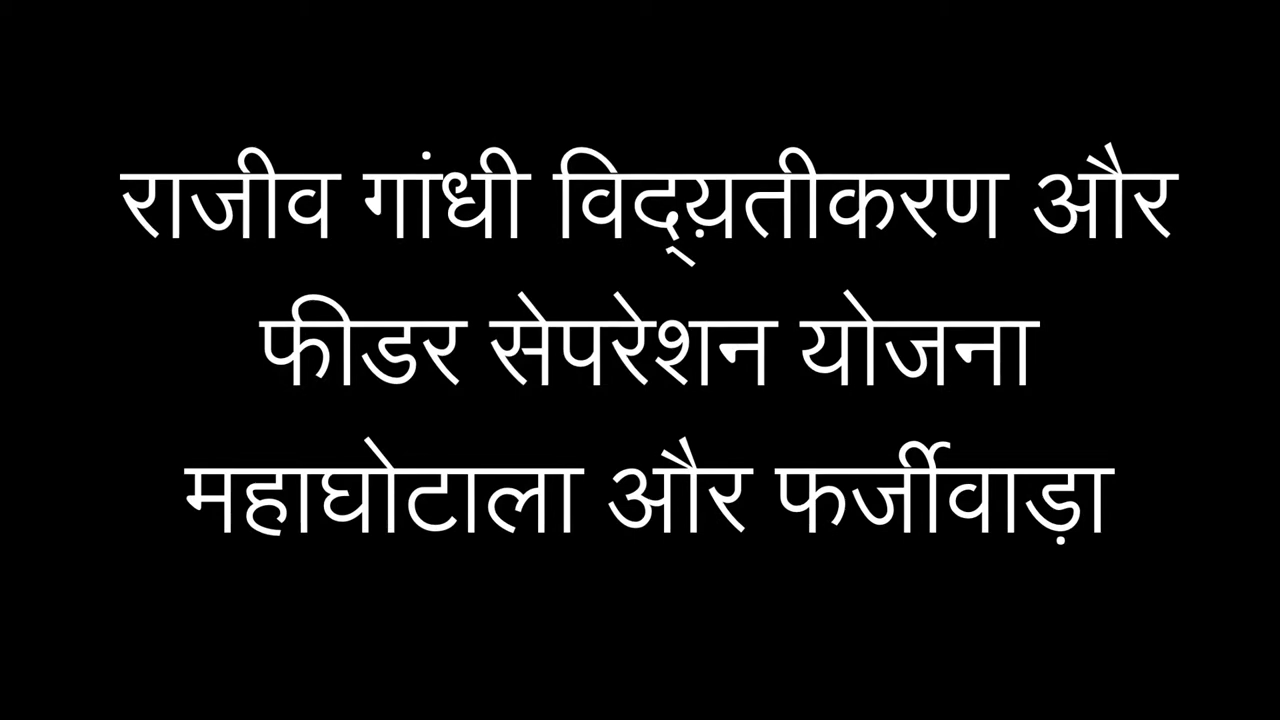 राजीव गांधी विद्य़तीकरण और
फीडर सेपरेशन योजना
महाघोटाला और फर्जीवाड़ा